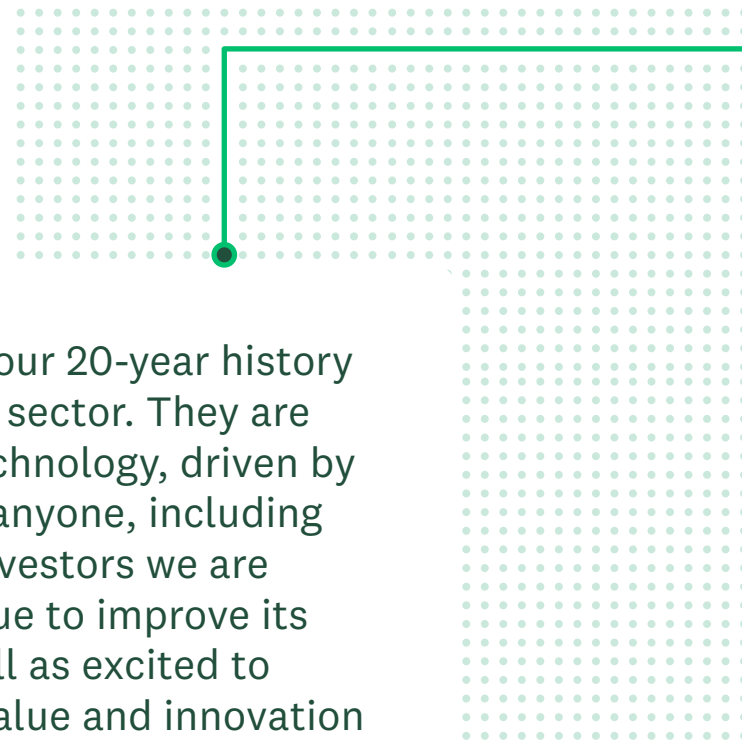 our 20-year history
sector. They are
chnology, driven by
anyone, including
vestors we are
ue to improve its
ll as excited to
alue and innovation